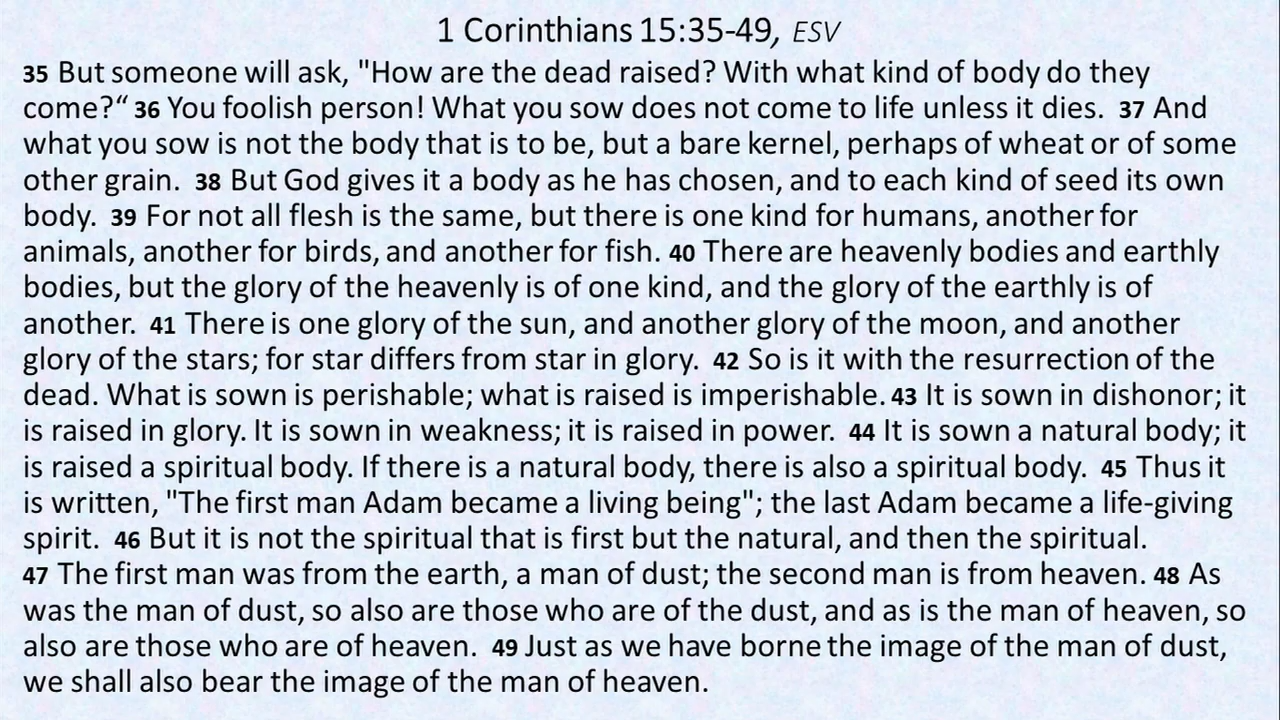 1 Corinthians 15:35-49, ESV
35 But someone will ask, "How are the dead raised? With what kind of body do they
come?“ 36 You foolish person! What you sow does not come to life unless it dies. 37 And
what you sow is not the body that is to be, but a bare kernel, perhaps of wheat or of some
other grain. 38 But God gives it a body as he has chosen, and to each kind of seed its own
body. 39 For not all flesh is the same, but there is one kind for humans, another for
animals, another for birds, and another for fish. 40 There are heavenly bodies and earthly
bodies, but the glory of the heavenly is of one kind, and the glory of the earthly is of
another. 41 There is one glory of the sun, and another glory of the moon, and another
glory of the stars; for star differs from star in glory. 42 So is it with the resurrection of the
dead. What is sown is perishable; what is raised is imperishable. 43 It is sown in dishonor; it
is raised in glory. It is sown in weakness; it is raised in power. 44 It is sown a natural body; it
is raised a spiritual body. If there is a natural body, there is also a spiritual body. 45 Thus it
is written, "The first man Adam became a living being"; the last Adam became a life-giving
spirit. 46 But it is not the spiritual that is first but the natural, and then the spiritual.
47 The first man was from the earth, a man of dust; the second man is from heaven. 48 As
was the man of dust, so also are those who are of the dust, and as is the man of heaven, so
also are those who are of heaven. 49 Just as we have borne the image of the man of dust,
we shall also bear the image of the man of heaven.